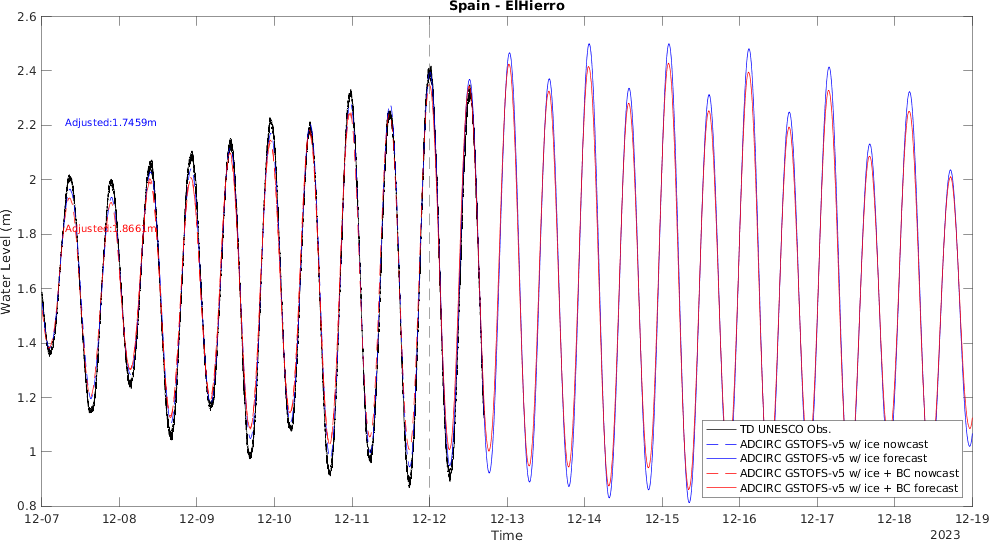 Spain - ElHierro
2.6
2.4
2.2
2
1.8
1.6
1.4
1.2
1
0.8
Water Level (m)
Adjusted:1.7459m
Adjusted:1.8661m
TD UNESCO Obs.
ADCIRC GSTOFS-v5 w/ ice nowcast
ADCIRC GSTOFS-v5 w/ ice forecast
ADCIRC GSTOFS-v5 w/ ice + BC nowcast
ADCIRC GSTOFS-v5 w/ ice + BC forecast
12-07 12-08 12-09 12-10 12-11 12-12 12-13 12-14 12-15 12-16 12-17 12-18 12-19
Time
2023